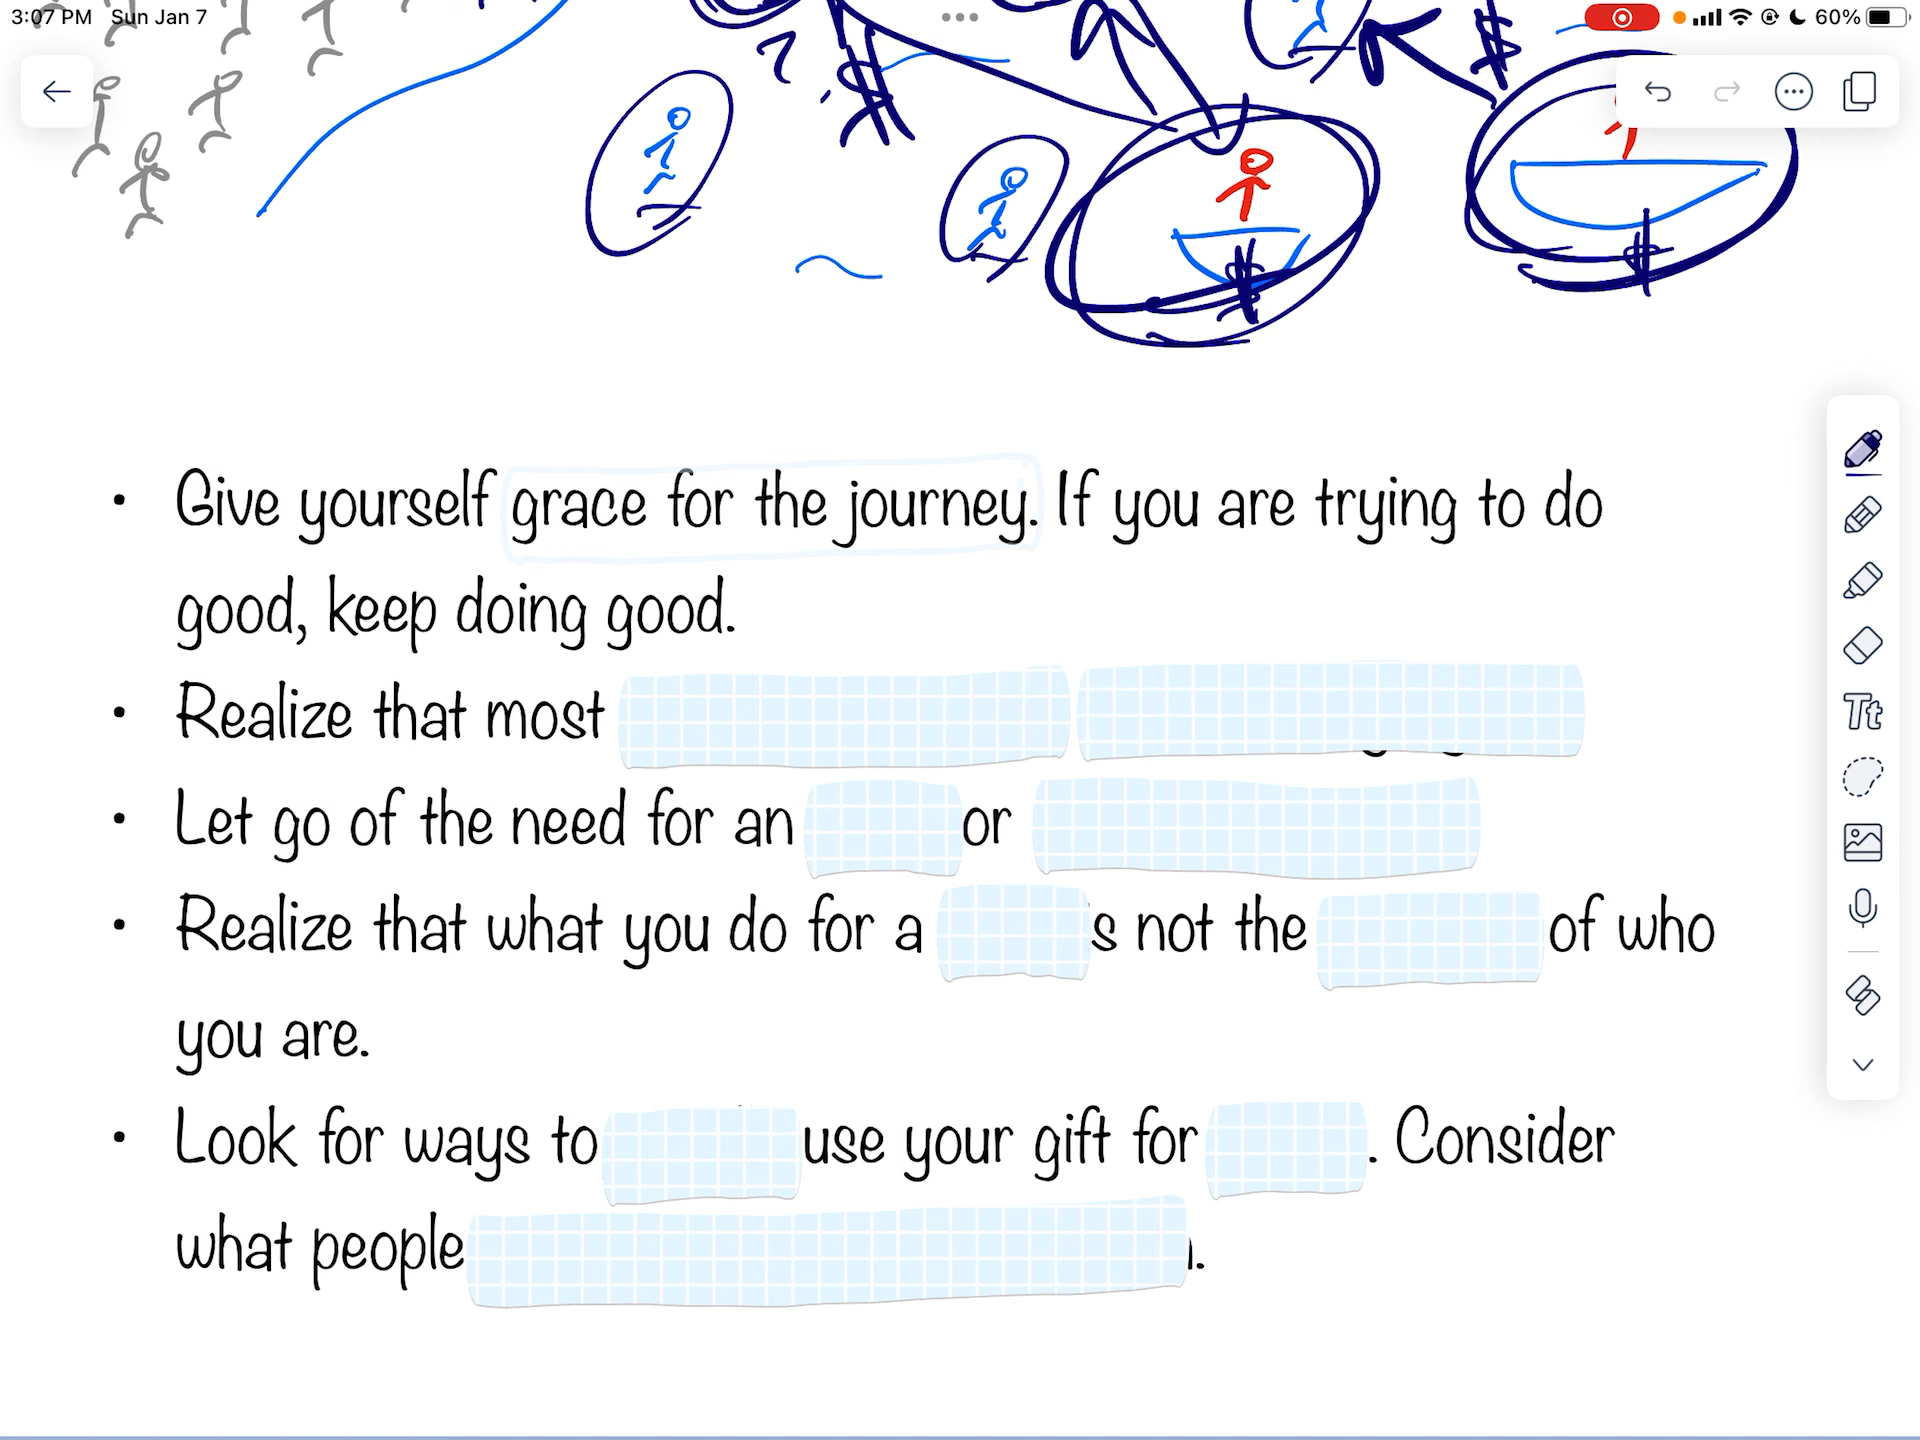 3:07 PM Sun Jan 7 60%
$
$
$ $
• Give yourself grace for the journey. If you are trying to do
good, keep doing good.
• Realize that most
• Let go of the need for an or
• Realize that what you do for a s not the of who
you are.
• Look for ways to use your gift for . Consider
what people .
Tt